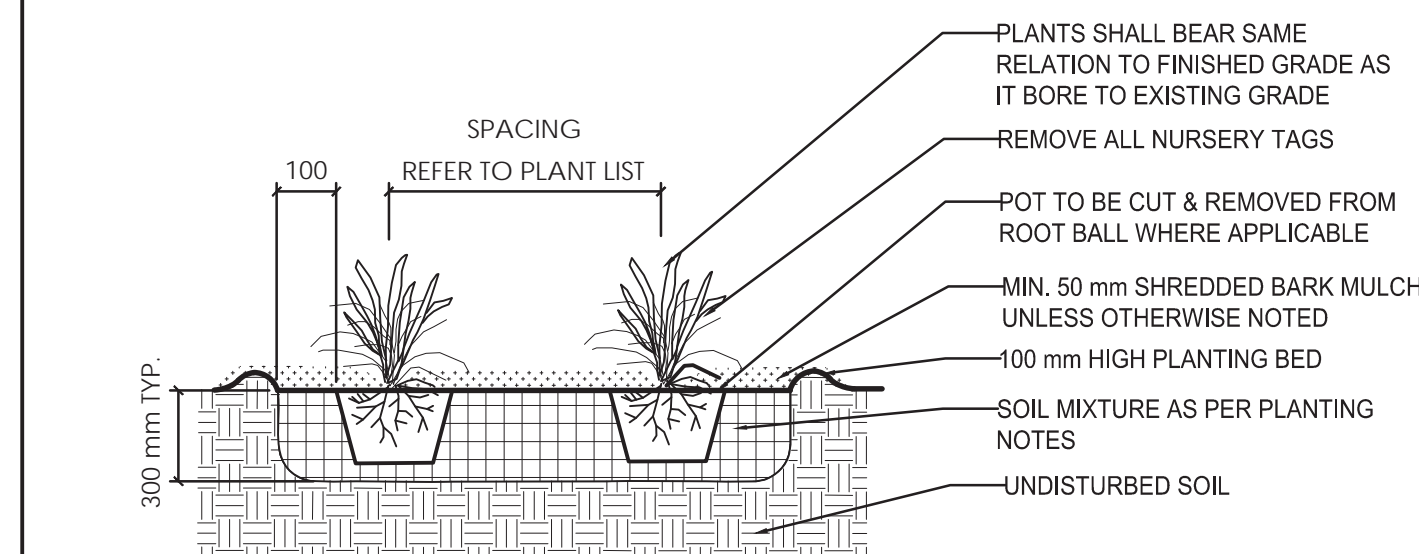 PLANTS SHALL BEAR SAME
RELATION TO FINISHED GRADE AS
IT BORE TO EXISTING GRADE
SPACING
REFER TO PLANT LIST
100
REMOVE ALL NURSERY TAGS
POT TO BE CUT & REMOVED FROM
ROOT BALL WHERE APPLICABLE
MIN. 50 mm SHREDDED BARK MULCH
UNLESS OTHERWISE NOTED
100 mm HIGH PLANTING BED
300 mm TYP.
SOIL MIXTURE AS PER PLANTING
NOTES
UNDISTURBED SOIL